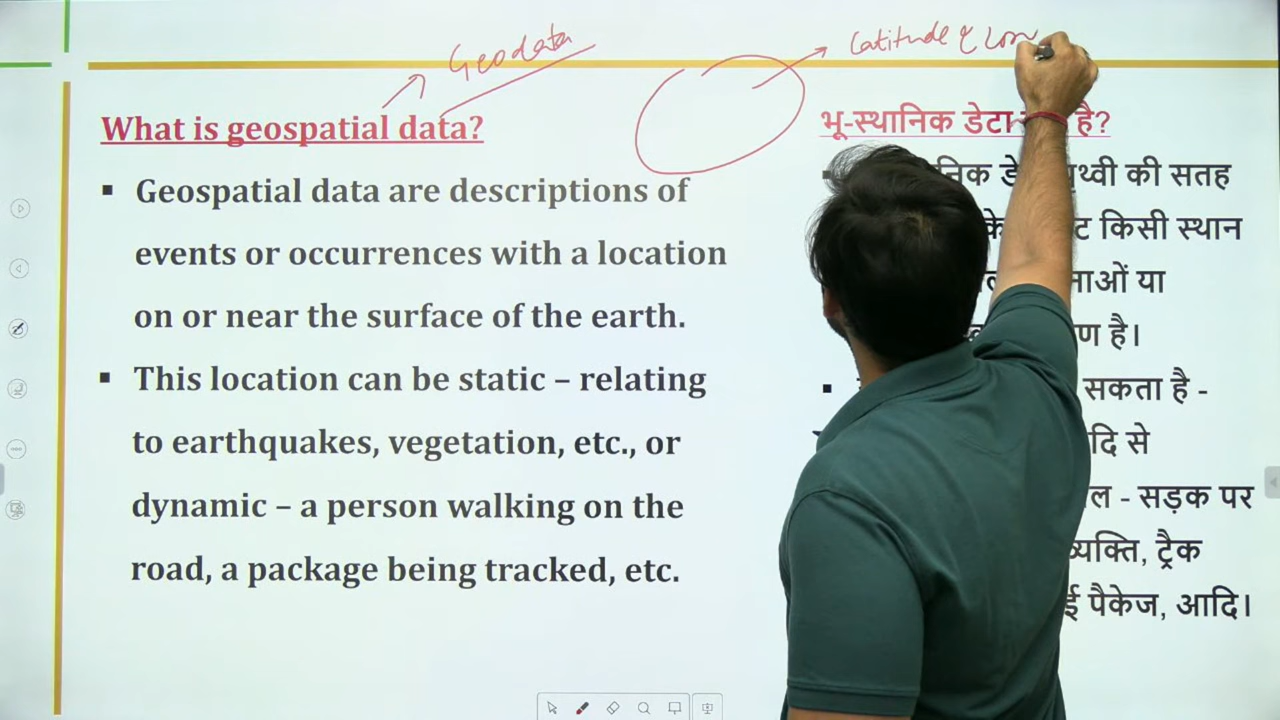 Geodata
Latitude & Lon
What is geospatial data?
▪ Geospatial data are descriptions of
events or occurrences with a location
on or near the surface of the earth.
▪ This location can be static – relating
to earthquakes, vegetation, etc., or
dynamic – a person walking on the
road, a package being tracked, etc.
भू-स्थानिक डेटा है?
की सतह
किसी स्थान
या
है।
▪ सकता है -
से
- सड़क पर
ट्रैक
पैकेज, आदि।